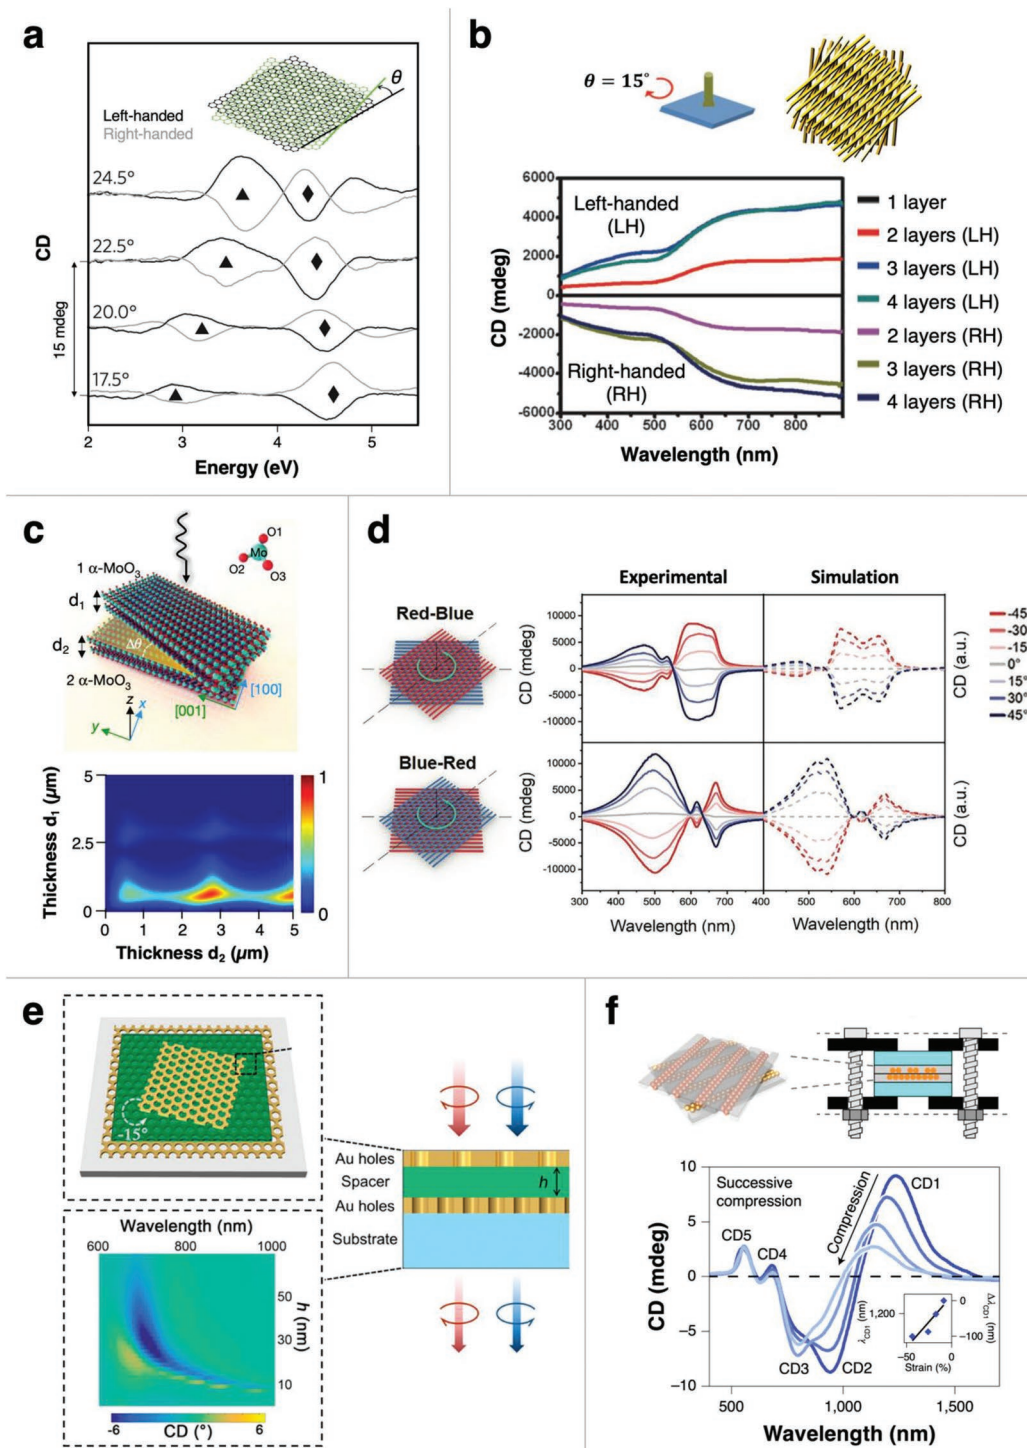 a
θ
Left-handed
Right-handed
24.5°
22.5°
20.0°
17.5°
CD
15 mdeg
2 3 4 5
Energy (eV)
b
θ = 15°
6000
4000
2000
0
-2000
-4000
-6000
CD (mdeg)
Left-handed
(LH)
Right-handed
(RH)
300 400 500 600 700 800
Wavelength (nm)
1 layer
2 layers (LH)
3 layers (LH)
4 layers (LH)
2 layers (RH)
3 layers (RH)
4 layers (RH)
c
O1
Mo
O2
O3
1 α-MoO3
d1
d2
Δθ
2 α-MoO3
[100]
[001]
z
x
y
5
2.5
0
Thickness d1 (μm)
0 1 2 3 4 5
Thickness d2 (μm)
1
0
d
Experimental
Simulation
Red-Blue
Blue-Red
CD (mdeg)
10000
5000
0
-5000
-10000
CD (a.u.)
CD (mdeg)
10000
5000
0
-5000
-10000
CD (a.u.)
300 400 500 600 700 800 400 500 600 700 800
Wavelength (nm)
Wavelength (nm)
-45°
-30°
-15°
0°
15°
30°
45°
e
-15°
Au holes
Spacer
Au holes
Substrate
h
Wavelength (nm)
600 800 1000
50
30
10
h (nm)
-6 6
CD (°)
f
10
5
0
−5
−10
CD (mdeg)
Successive
compression
Compression
CD1
CD5
CD4
CD3
CD2
λCD1 (nm)
1,200
0
−100
ΔλCD1 (nm)
−50 0
Strain (%)
500 1,000 1,500
Wavelength (nm)